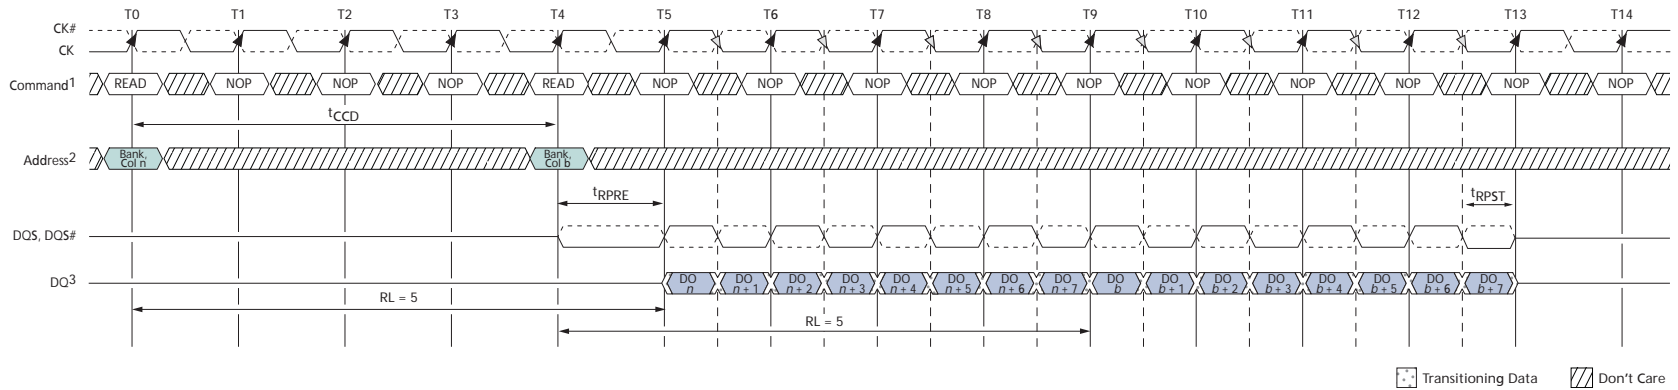 T0 T1 T2 T3 T4 T5 T6 T7 T8 T9 T10 T11 T12 T13 T14
CK#
CK
Command1 READ NOP NOP NOP READ NOP NOP NOP NOP NOP NOP NOP NOP NOP NOP
tCCD
Address2 Bank, Col n Bank, Col b
tRPRE tRPST
DQS, DQS#
DQ3 DO n DO n + 1 DO n + 2 DO n + 3 DO n + 4 DO n + 5 DO n + 6 DO n + 7 DO b DO b + 1 DO b + 2 DO b + 3 DO b + 4 DO b + 5 DO b + 6 DO b + 7
RL = 5
RL = 5
Transitioning Data Don't Care